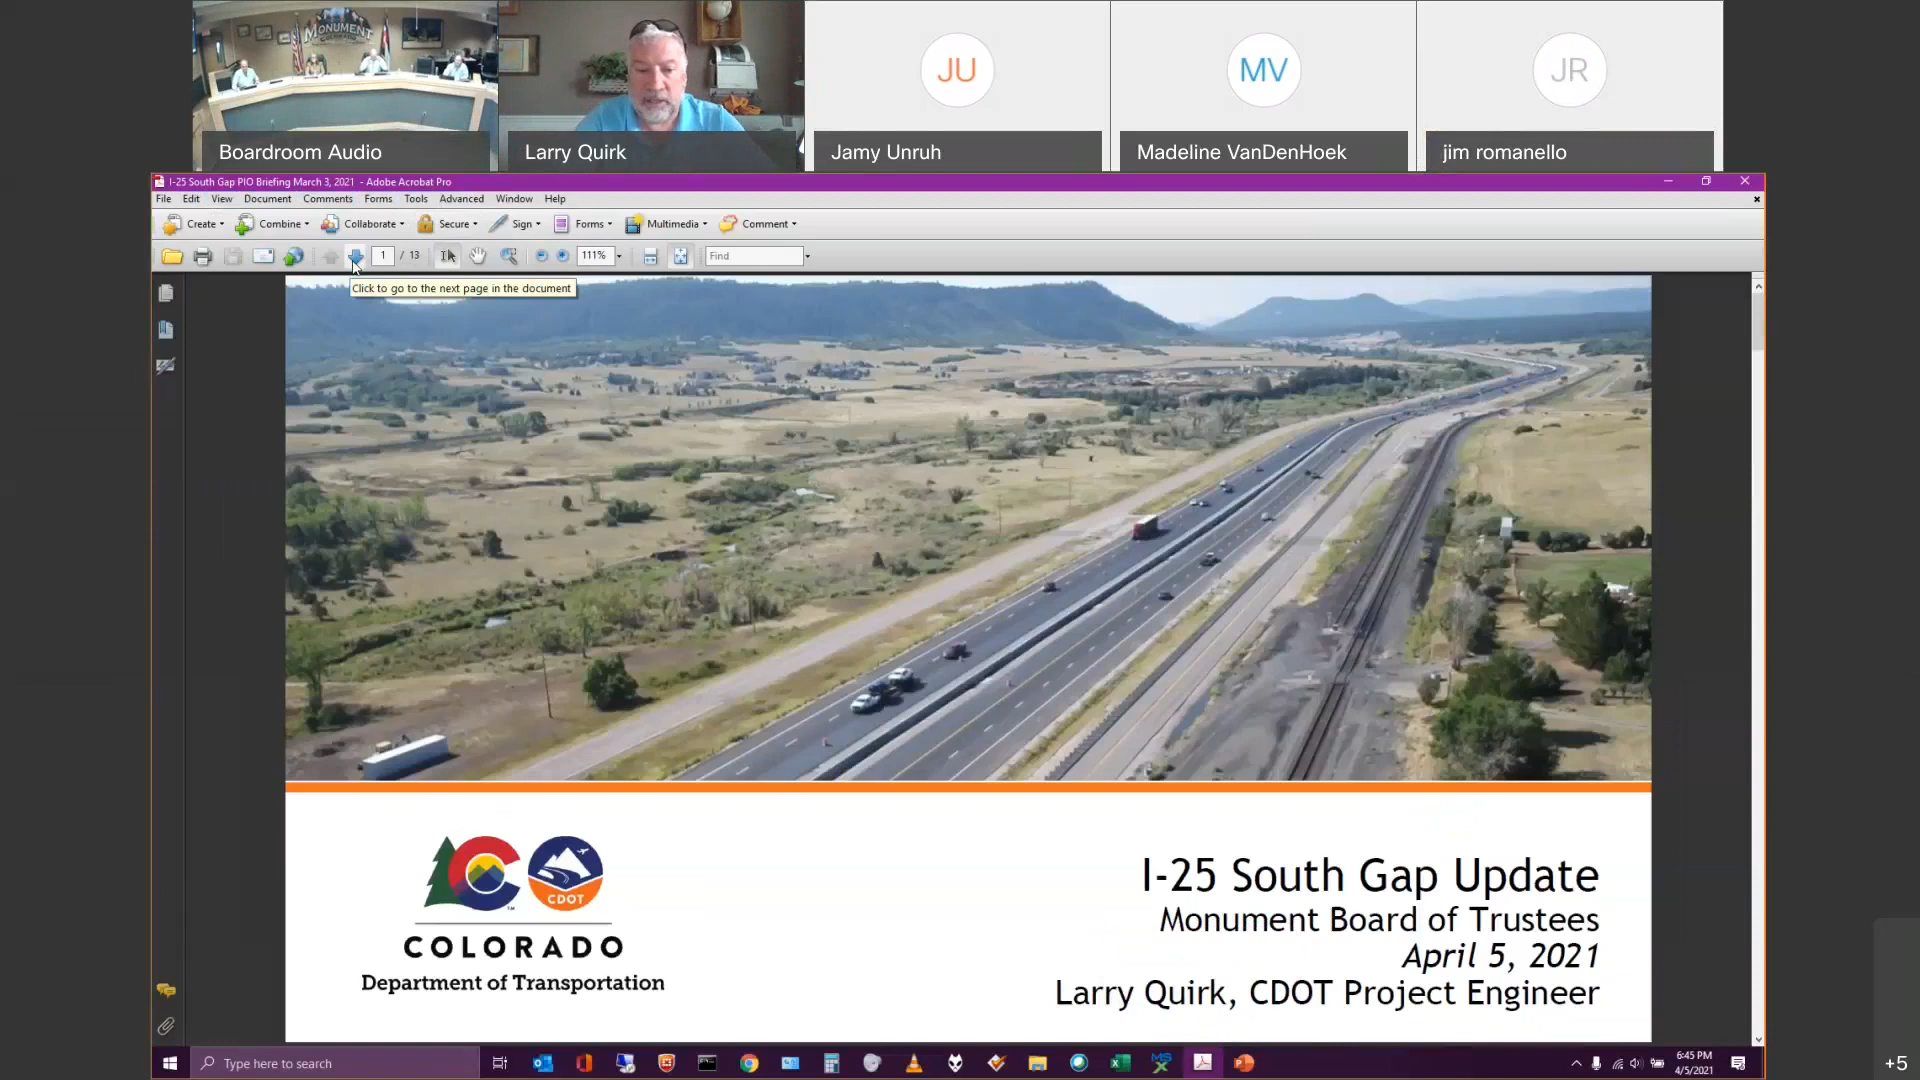 MONUMENT
JU
MV
JR
Boardroom Audio
Larry Quirk
Jamy Unruh
Madeline VanDenHoek
jim romanello
I-25 South Gap PIO Briefing March 3, 2021 - Adobe Acrobat Pro
File Edit View Document Comments Forms Tools Advanced Window Help
Create Combine Collaborate Secure Sign Forms Multimedia Comment
1 / 13 111% Find
Click to go to the next page in the document
CDOT
TM
COLORADO
Department of Transportation
I-25 South Gap Update
Monument Board of Trustees
April 5, 2021
Larry Quirk, CDOT Project Engineer
Type here to search
6:45 PM
4/5/2021
+5